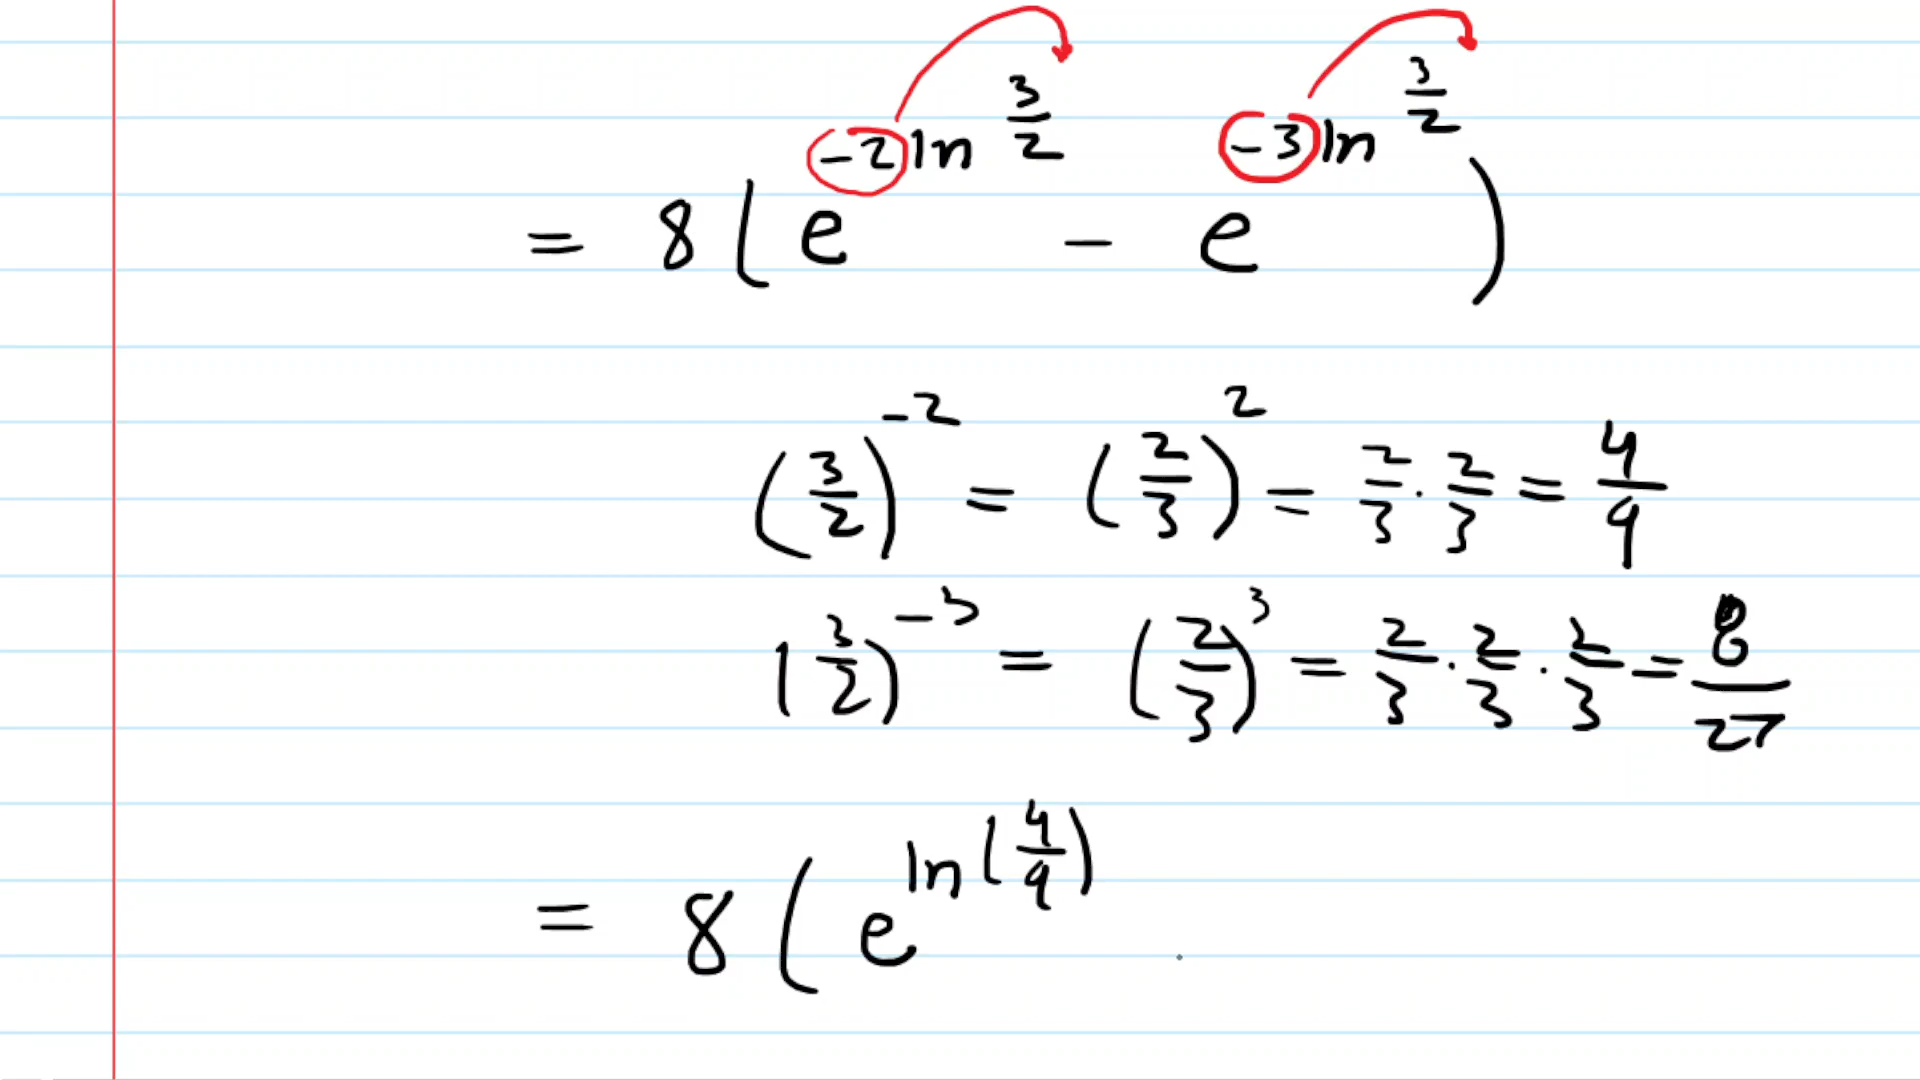 = 8(e^{-2 ln 3/2} - e^{-3 ln 3/2})
(3/2)^{-2} = (2/3)^2 = 2/3 · 2/3 = 4/9
(3/2)^{-3} = (2/3)^3 = 2/3 · 2/3 · 2/3 = 8/27
= 8(e^{ln(4/9)}